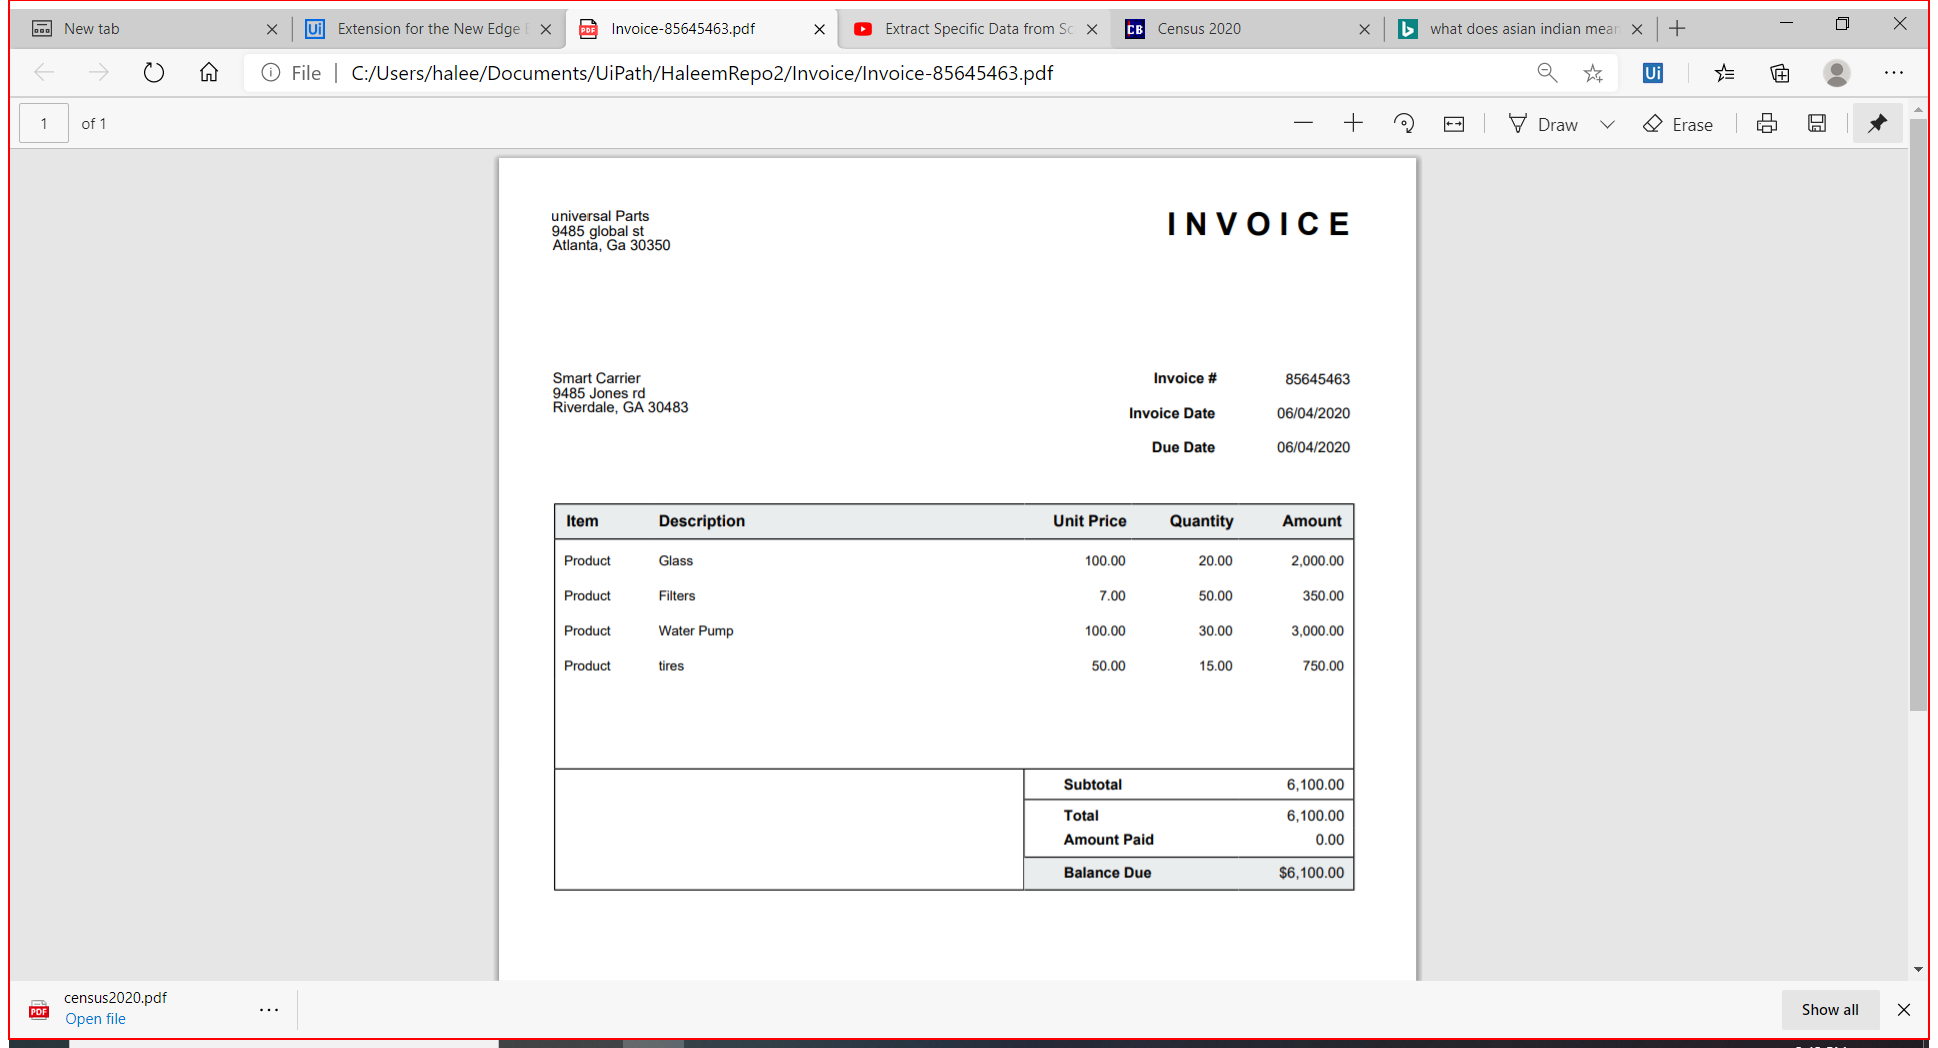 New tab
Extension for the New Edge
Invoice-85645463.pdf
Extract Specific Data from Sc
Census 2020
what does asian indian mean
File C:/Users/halee/Documents/UiPath/HaleemRepo2/Invoice/Invoice-85645463.pdf
Ui
1 of 1
Draw
Erase
universal Parts
9485 global st
Atlanta, Ga 30350
INVOICE
Smart Carrier
9485 Jones rd
Riverdale, GA 30483
Invoice # 85645463
Invoice Date 06/04/2020
Due Date 06/04/2020
Item Description Unit Price Quantity Amount
Product Glass 100.00 20.00 2,000.00
Product Filters 7.00 50.00 350.00
Product Water Pump 100.00 30.00 3,000.00
Product tires 50.00 15.00 750.00
Subtotal 6,100.00
Total 6,100.00
Amount Paid 0.00
Balance Due $6,100.00
census2020.pdf
Open file
Show all